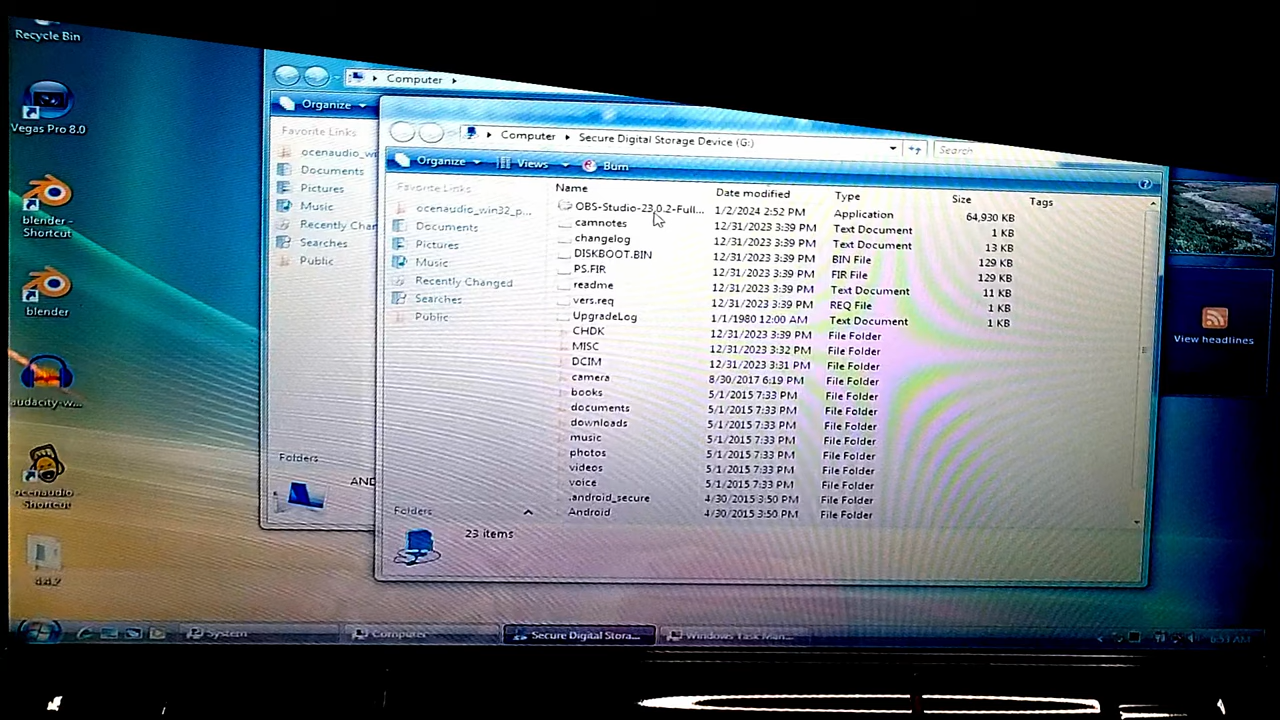 Recycle Bin
Vegas Pro 8.0
blender -
Shortcut
blender
audacity-w...
ocenaudio -
Shortcut
4.4.2
Computer
Organize
Favorite Links
ocenaudio_wi
Documents
Pictures
Music
Recently Char
Searches
Public
Folders
AND
Computer Secure Digital Storage Device (G:)
Search
Organize Views Burn
Favorite Links
ocenaudio_win32_p...
Documents
Pictures
Music
Recently Changed
Searches
Public
Folders
Name Date modified Type Size Tags
OBS-Studio-23.0.2-Full... 1/2/2024 2:52 PM Application 64,930 KB
camnotes 12/31/2023 3:39 PM Text Document 1 KB
changelog 12/31/2023 3:39 PM Text Document 13 KB
DISKBOOT.BIN 12/31/2023 3:39 PM BIN File 129 KB
PS.FIR 12/31/2023 3:39 PM FIR File 129 KB
readme 12/31/2023 3:39 PM Text Document 11 KB
vers.req 12/31/2023 3:39 PM REQ File 1 KB
UpgradeLog 1/1/1980 12:00 AM Text Document 1 KB
CHDK 12/31/2023 3:39 PM File Folder
MISC 12/31/2023 3:32 PM File Folder
DCIM 12/31/2023 3:31 PM File Folder
camera 8/30/2017 6:19 PM File Folder
books 5/1/2015 7:33 PM File Folder
documents 5/1/2015 7:33 PM File Folder
downloads 5/1/2015 7:33 PM File Folder
music 5/1/2015 7:33 PM File Folder
photos 5/1/2015 7:33 PM File Folder
videos 5/1/2015 7:33 PM File Folder
voice 5/1/2015 7:33 PM File Folder
.android_secure 4/30/2015 3:50 PM File Folder
Android 4/30/2015 3:50 PM File Folder
23 items
View headlines
System
Computer
Secure Digital Stora...
Windows Task Man...